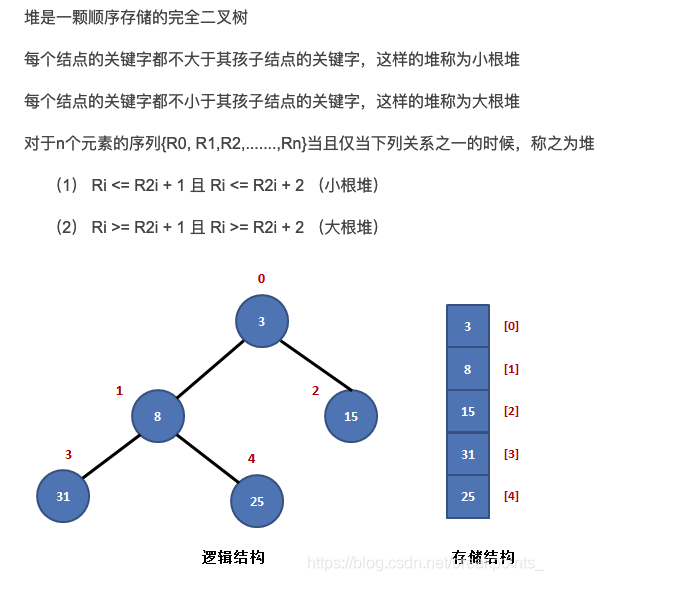 堆是一颗顺序存储的完全二叉树
每个结点的关键字都不大于其孩子结点的关键字，这样的堆称为小根堆
每个结点的关键字都不小于其孩子结点的关键字，这样的堆称为大根堆
对于n个元素的序列{R0, R1,R2,.......,Rn}当且仅当下列关系之一的时候，称之为堆
（1） Ri <= R2i + 1 且 Ri <= R2i + 2 （小根堆）
（2） Ri >= R2i + 1 且 Ri >= R2i + 2 （大根堆）
0
3
1
2
8
15
3
4
31
25
逻辑结构
3 [0]
8 [1]
15 [2]
31 [3]
25 [4]
存储结构
https://blog.csdn.net/